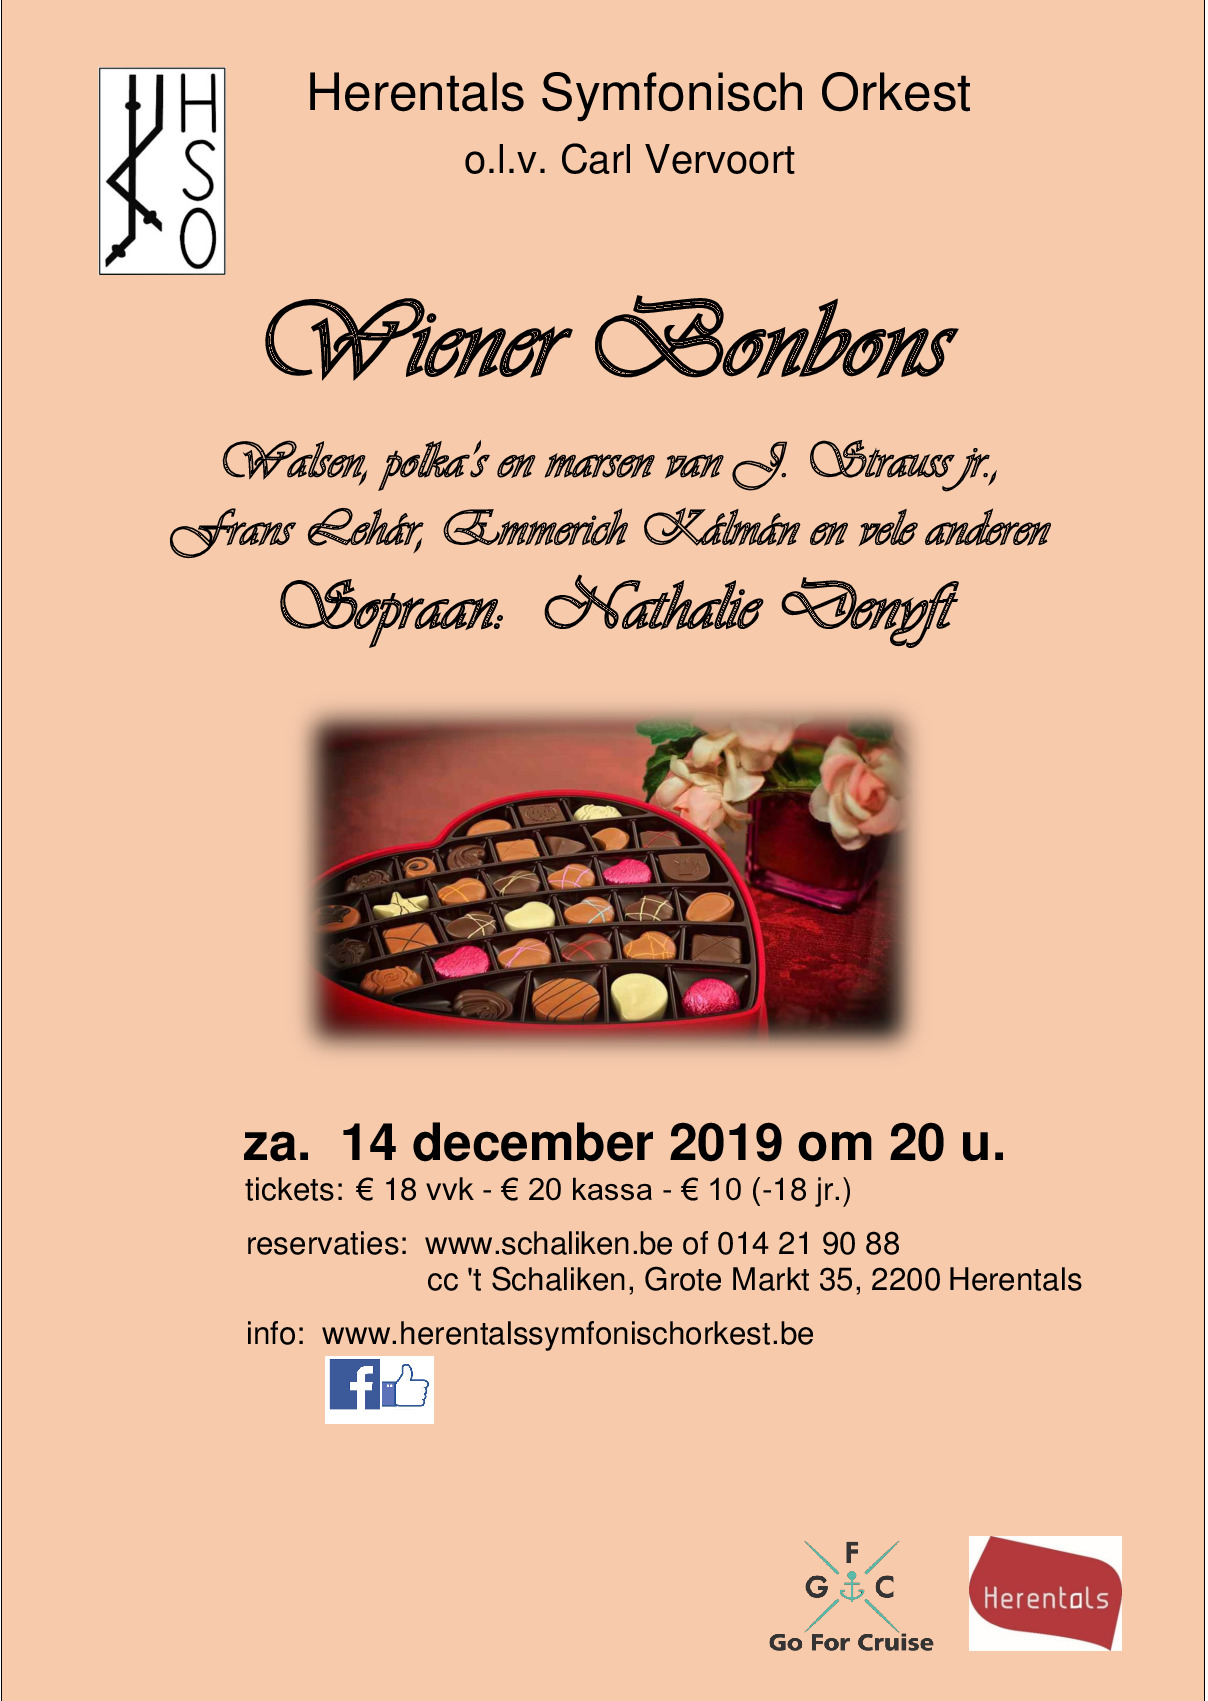 HSO
Herentals Symfonisch Orkest
o.l.v. Carl Vervoort
Wiener Bonbons
Walsen, polka's en marsen van J. Strauss jr.,
Frans Lehár, Emmerich Kálmán en vele anderen
Sopraan: Nathalie Denyft
za. 14 december 2019 om 20 u.
tickets: € 18 vvk - € 20 kassa - € 10 (-18 jr.)
reservaties: www.schaliken.be of 014 21 90 88
cc 't Schaliken, Grote Markt 35, 2200 Herentals
info: www.herentalssymfonischorkest.be
f
F
G C
Go For Cruise
Herentals